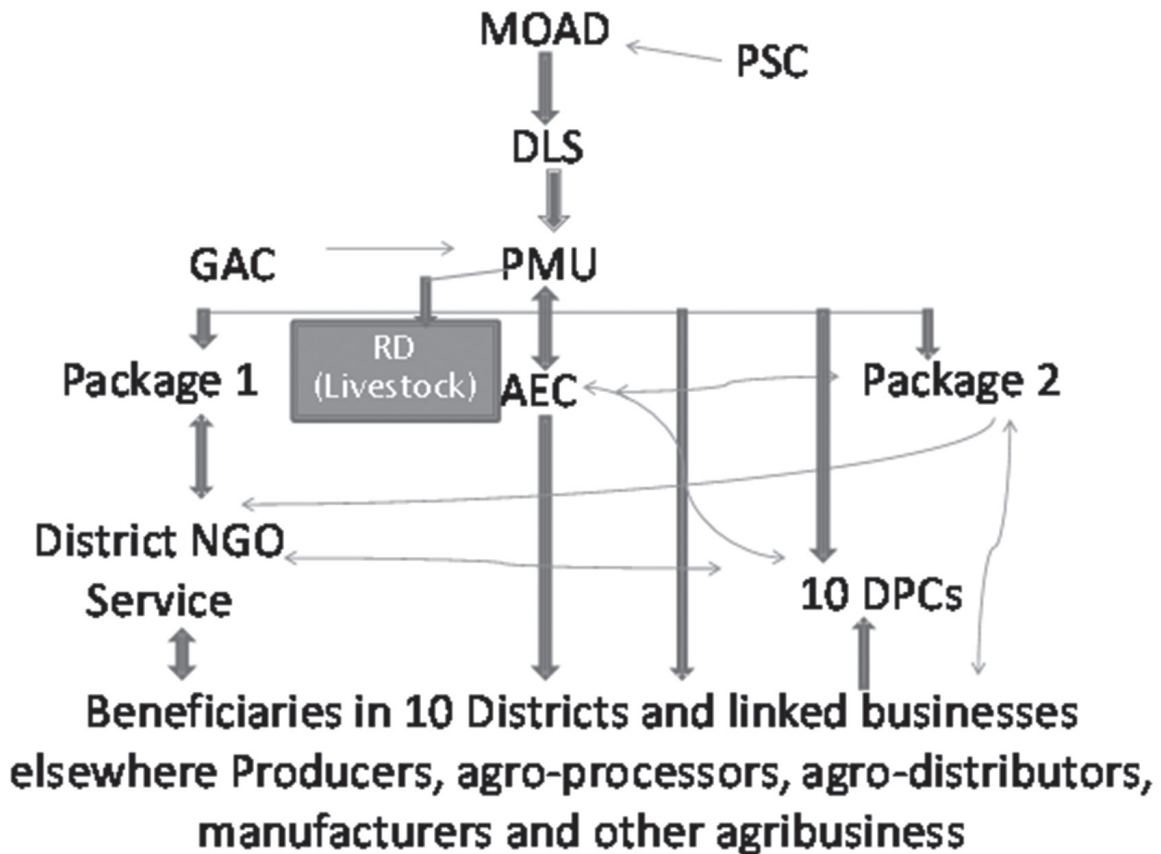 MOAD
PSC
DLS
GAC
PMU
RD
(Livestock)
Package 1
AEC
Package 2
District NGO
Service
10 DPCs
Beneficiaries in 10 Districts and linked businesses
elsewhere Producers, agro-processors, agro-distributors,
manufacturers and other agribusiness